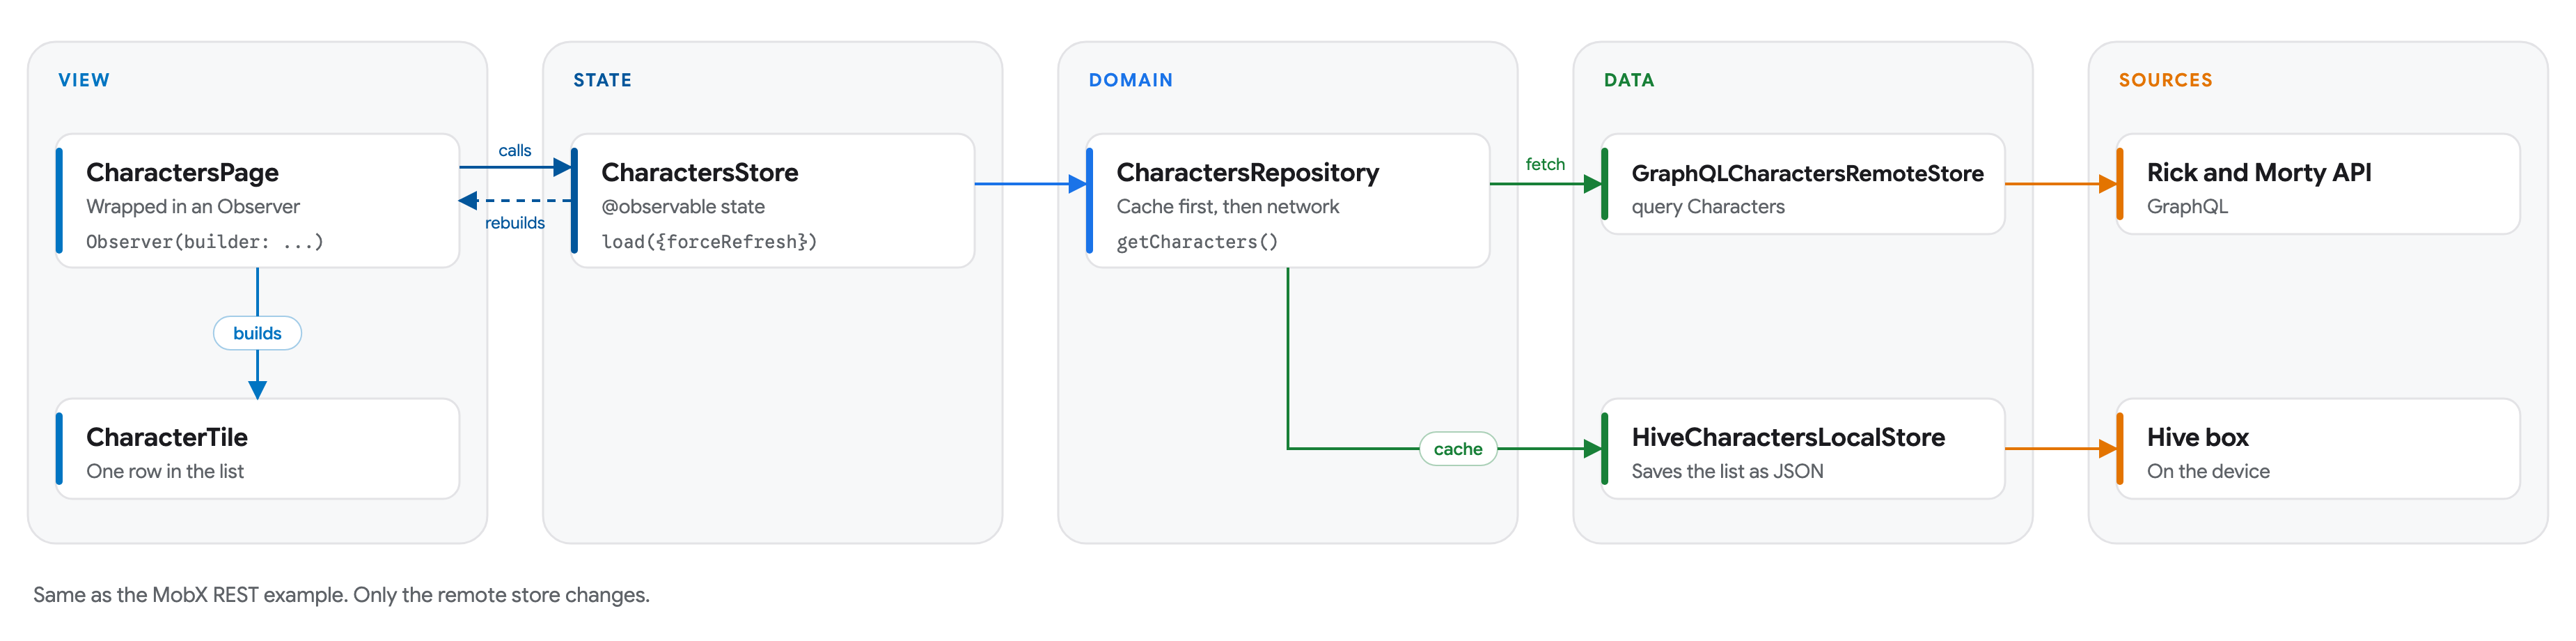 VIEW
CharactersPage
Wrapped in an Observer
Observer(builder: ...)
builds
CharacterTile
One row in the list
calls
rebuilds
STATE
CharactersStore
@observable state
load({forceRefresh})
DOMAIN
CharactersRepository
Cache first, then network
getCharacters()
fetch
cache
DATA
GraphQLCharactersRemoteStore
query Characters
HiveCharactersLocalStore
Saves the list as JSON
SOURCES
Rick and Morty API
GraphQL
Hive box
On the device
Same as the MobX REST example. Only the remote store changes.